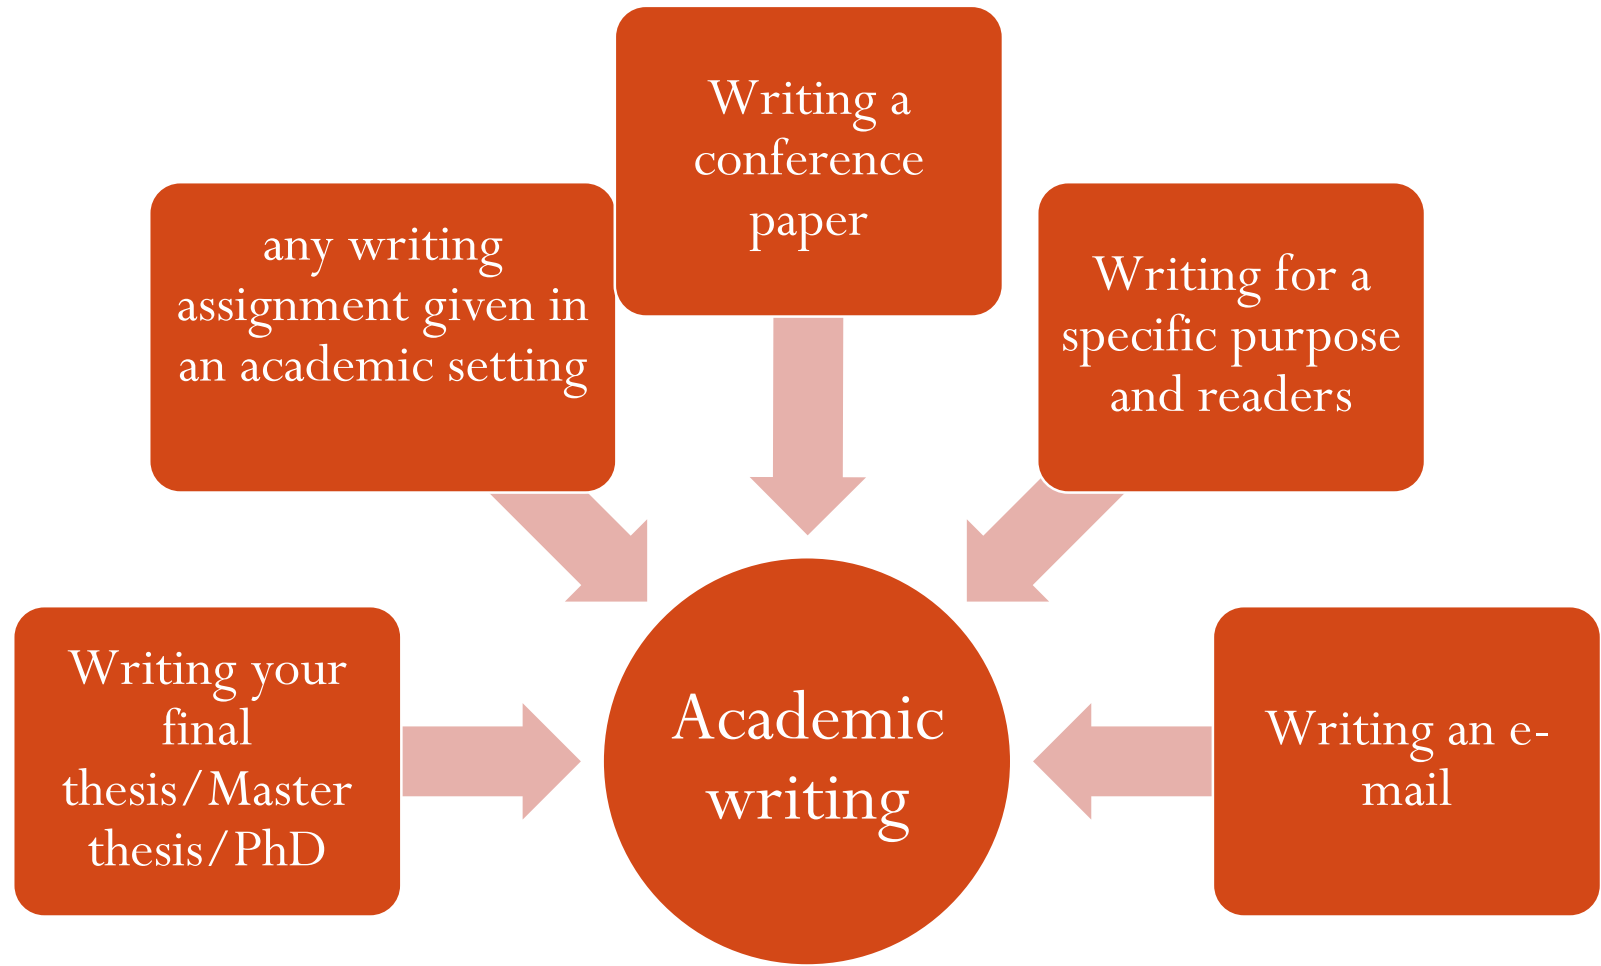 Writing a
conference
paper
any writing
assignment given in
an academic setting
Writing for a
specific purpose
and readers
Writing your
final
thesis/Master
thesis/PhD
Academic
writing
Writing an e-
mail